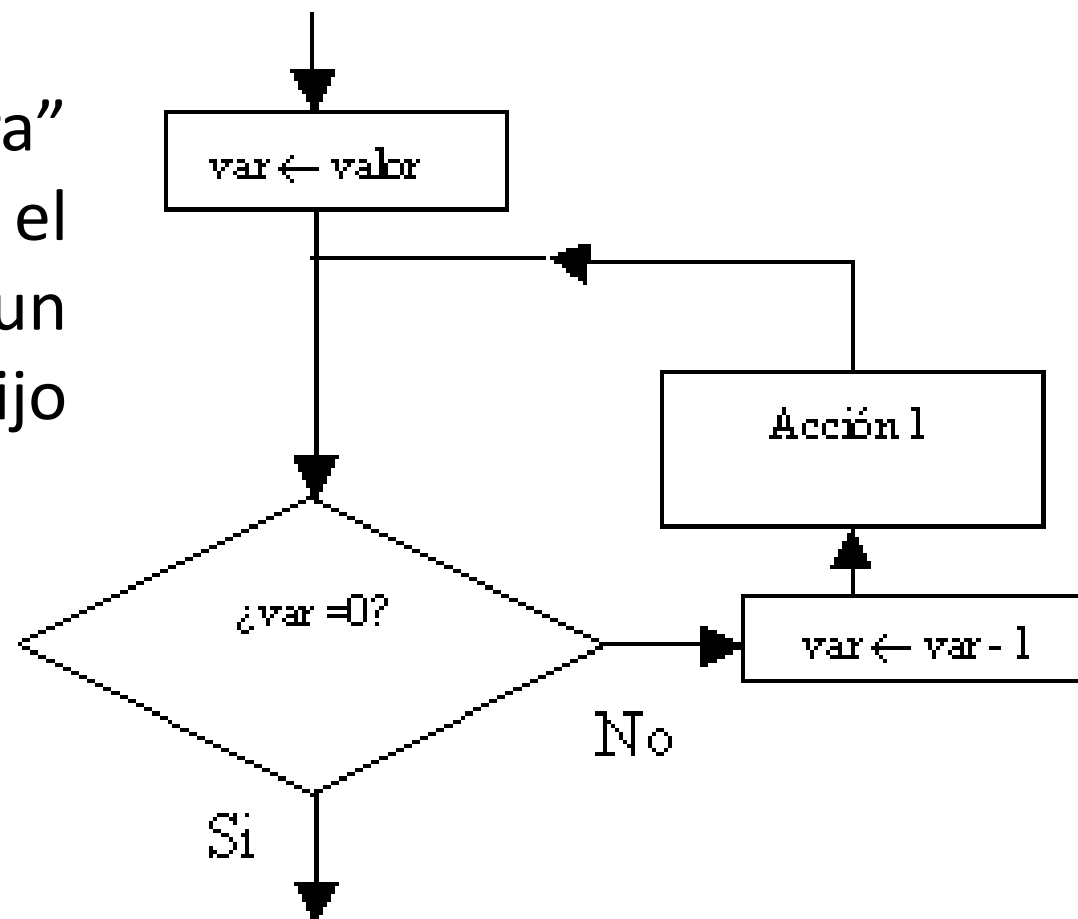 a”
el
un
ijo
var ← valor
Acción 1
¿var =0?
var ← var - 1
No
Si